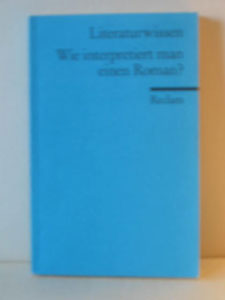 Literaturwissen
Wie interpretiert man
einen Roman?
Reclam